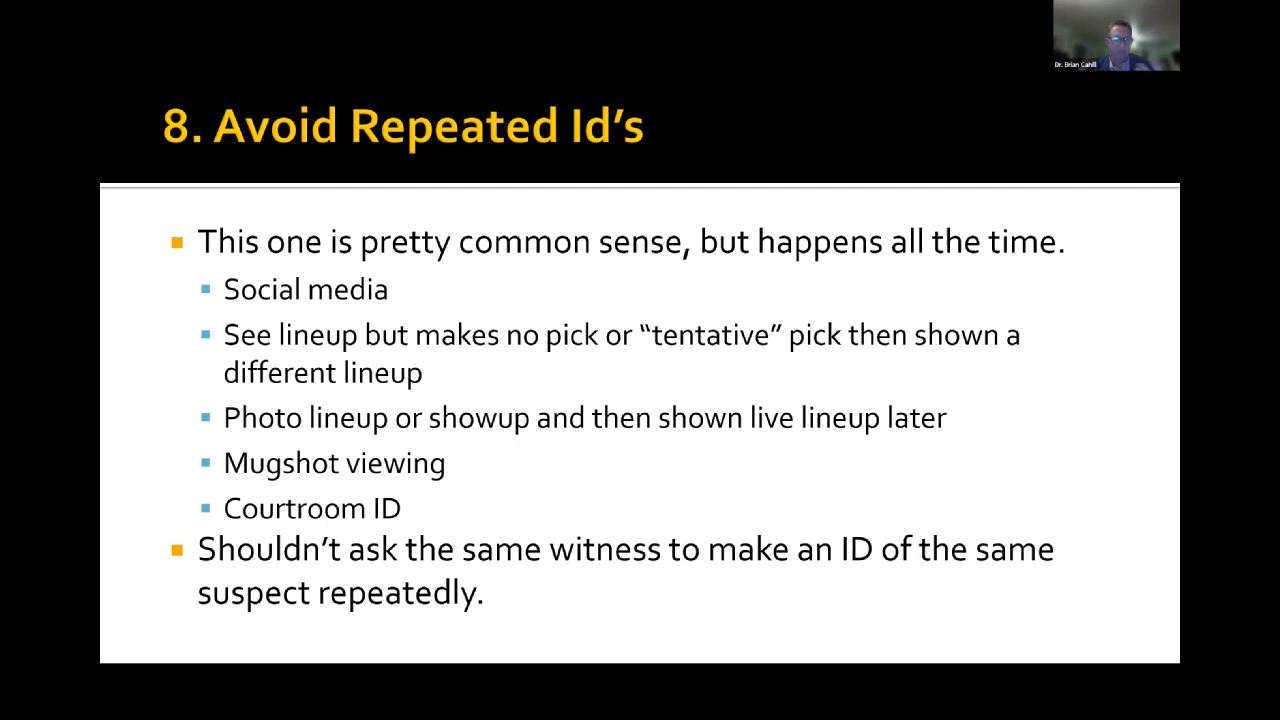 Dr. Brian Cahill
8. Avoid Repeated Id’s
This one is pretty common sense, but happens all the time.
Social media
See lineup but makes no pick or “tentative” pick then shown a
different lineup
Photo lineup or showup and then shown live lineup later
Mugshot viewing
Courtroom ID
Shouldn’t ask the same witness to make an ID of the same
suspect repeatedly.